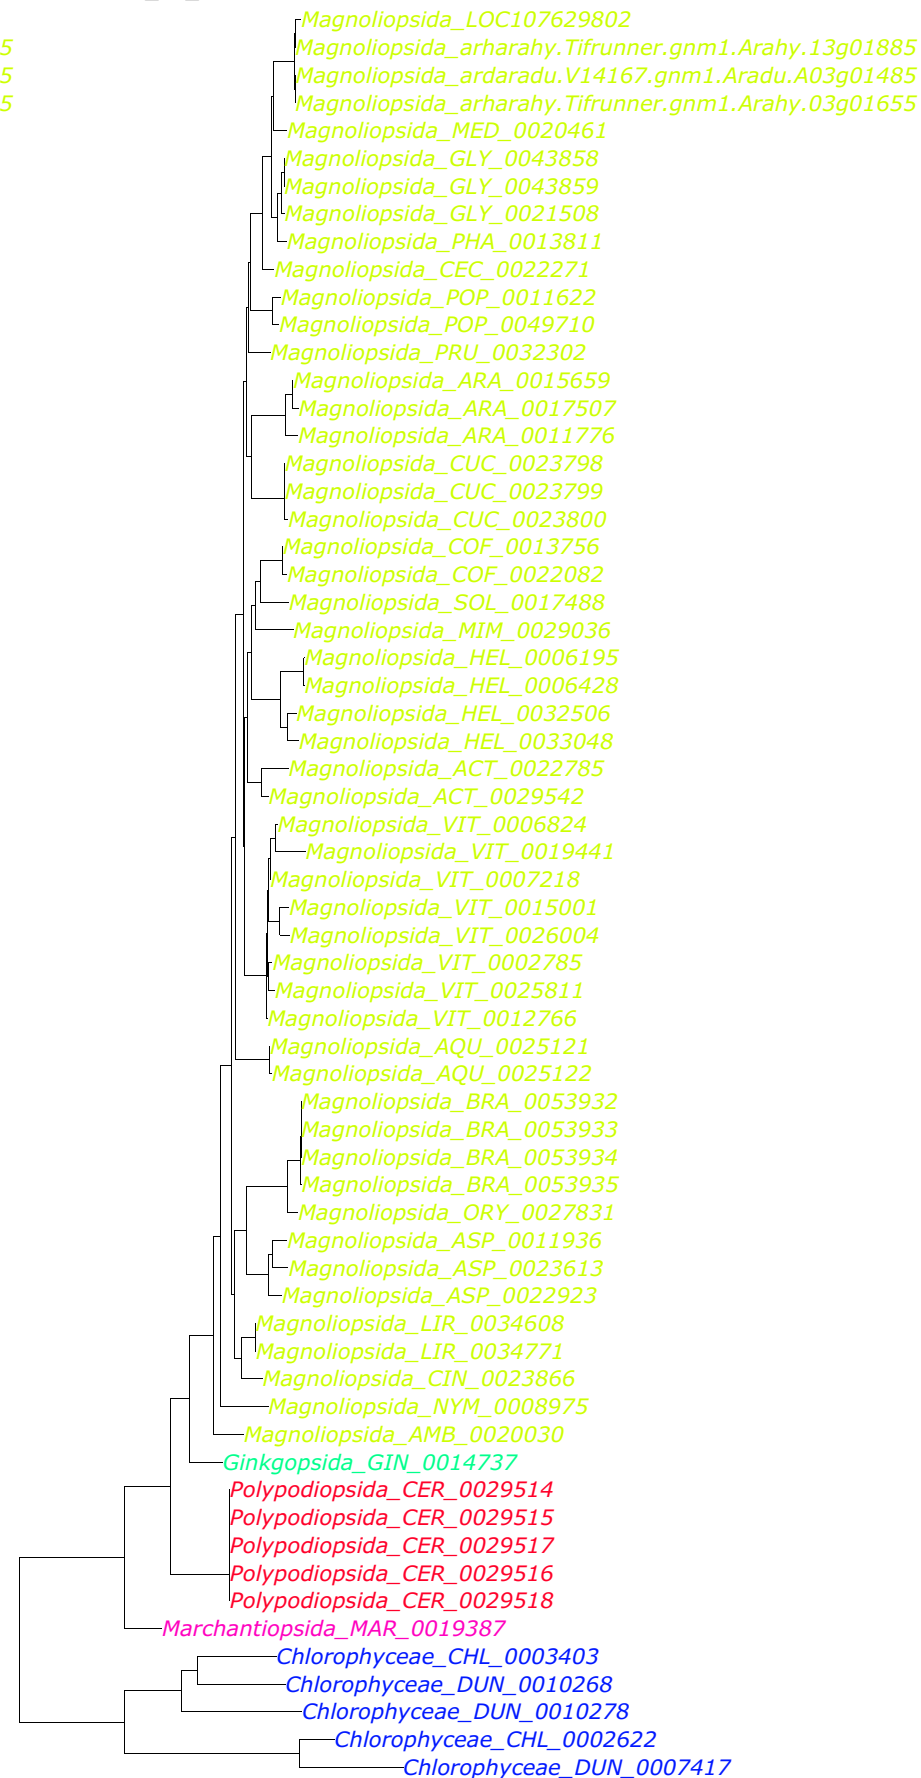 Magnoliopsida_LOC107629802
5 Magnoliopsida_arharahy.Tifrunner.gnm1.Arahy.13g01885
5 Magnoliopsida_ardaradu.V14167.gnm1.Aradu.A03g01485
5 Magnoliopsida_arharahy.Tifrunner.gnm1.Arahy.03g01655
Magnoliopsida_MED_0020461
Magnoliopsida_GLY_0043858
Magnoliopsida_GLY_0043859
Magnoliopsida_GLY_0021508
Magnoliopsida_PHA_0013811
Magnoliopsida_CEC_0022271
Magnoliopsida_POP_0011622
Magnoliopsida_POP_0049710
Magnoliopsida_PRU_0032302
Magnoliopsida_ARA_0015659
Magnoliopsida_ARA_0017507
Magnoliopsida_ARA_0011776
Magnoliopsida_CUC_0023798
Magnoliopsida_CUC_0023799
Magnoliopsida_CUC_0023800
Magnoliopsida_COF_0013756
Magnoliopsida_COF_0022082
Magnoliopsida_SOL_0017488
Magnoliopsida_MIM_0029036
Magnoliopsida_HEL_0006195
Magnoliopsida_HEL_0006428
Magnoliopsida_HEL_0032506
Magnoliopsida_HEL_0033048
Magnoliopsida_ACT_0022785
Magnoliopsida_ACT_0029542
Magnoliopsida_VIT_0006824
Magnoliopsida_VIT_0019441
Magnoliopsida_VIT_0007218
Magnoliopsida_VIT_0015001
Magnoliopsida_VIT_0026004
Magnoliopsida_VIT_0002785
Magnoliopsida_VIT_0025811
Magnoliopsida_VIT_0012766
Magnoliopsida_AQU_0025121
Magnoliopsida_AQU_0025122
Magnoliopsida_BRA_0053932
Magnoliopsida_BRA_0053933
Magnoliopsida_BRA_0053934
Magnoliopsida_BRA_0053935
Magnoliopsida_ORY_0027831
Magnoliopsida_ASP_0011936
Magnoliopsida_ASP_0023613
Magnoliopsida_ASP_0022923
Magnoliopsida_LIR_0034608
Magnoliopsida_LIR_0034771
Magnoliopsida_CIN_0023866
Magnoliopsida_NYM_0008975
Magnoliopsida_AMB_0020030
Ginkgopsida_GIN_0014737
Polypodiopsida_CER_0029514
Polypodiopsida_CER_0029515
Polypodiopsida_CER_0029517
Polypodiopsida_CER_0029516
Polypodiopsida_CER_0029518
Marchantiopsida_MAR_0019387
Chlorophyceae_CHL_0003403
Chlorophyceae_DUN_0010268
Chlorophyceae_DUN_0010278
Chlorophyceae_CHL_0002622
Chlorophyceae_DUN_0007417